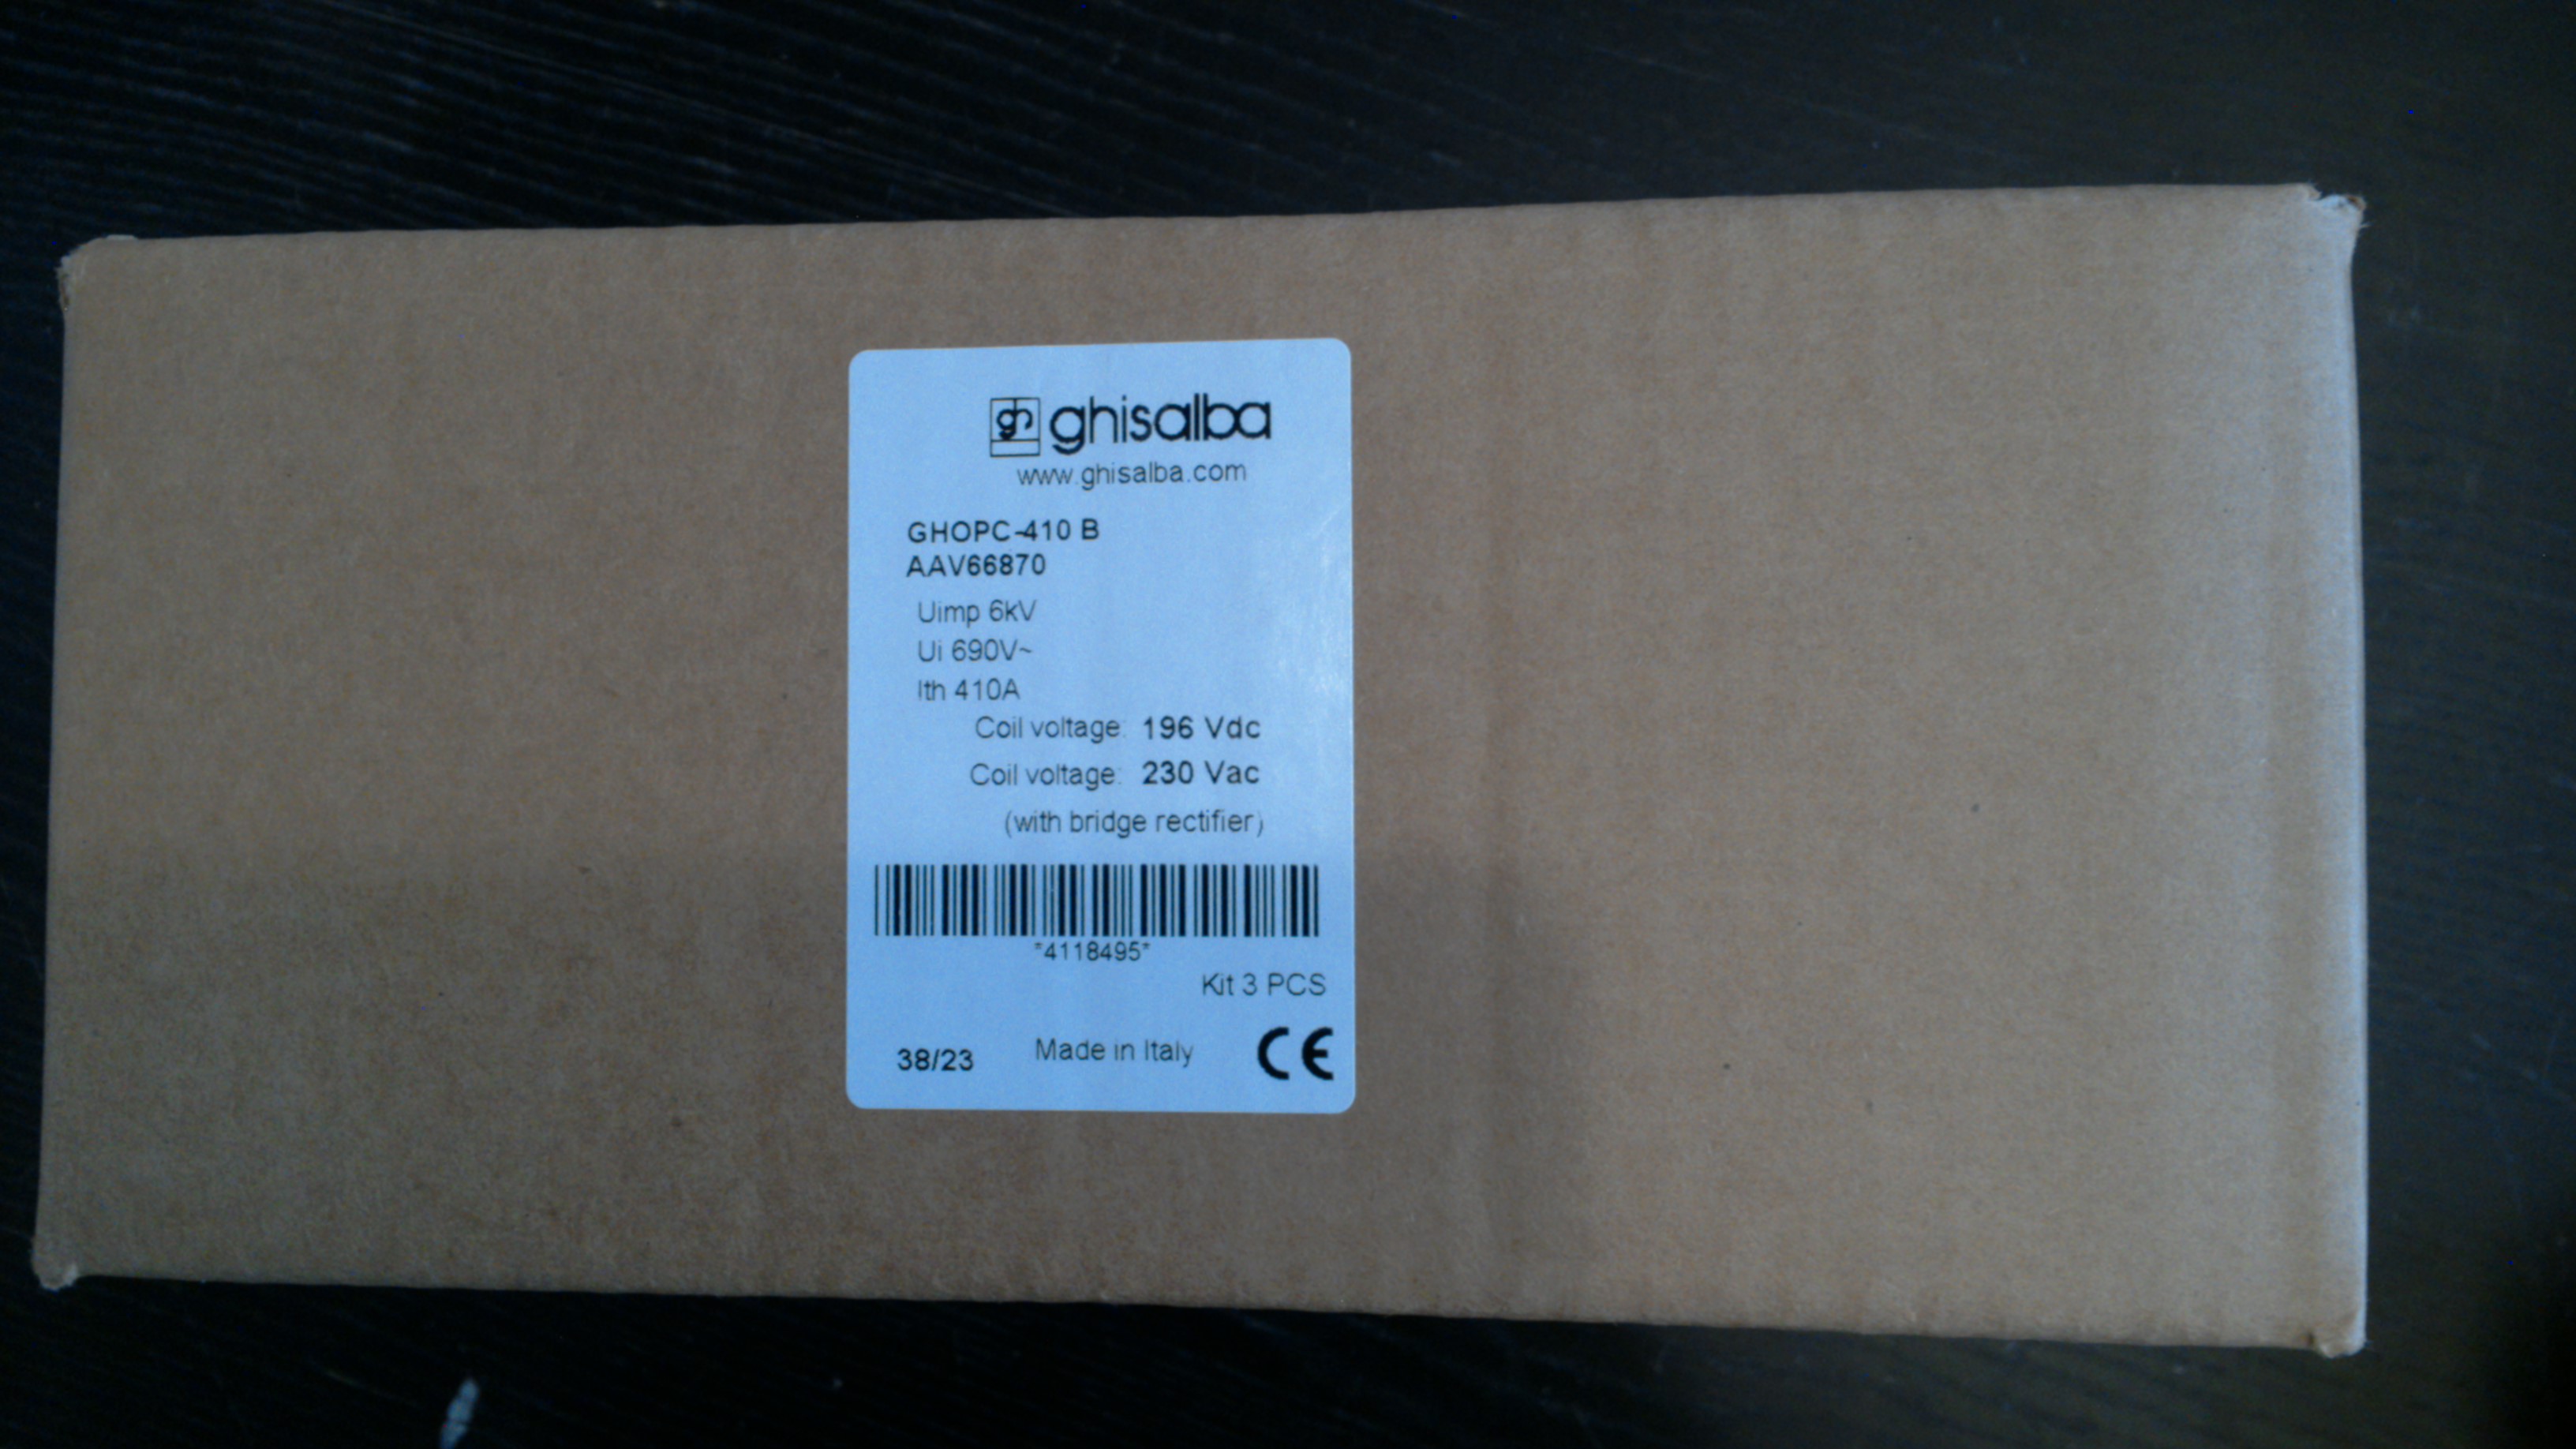 gh ghisalba
www.ghisalba.com
GHOPC-410 B
AAV66870
Uimp 6kV
Ui 690V~
Ith 410A
Coil voltage: 196 Vdc
Coil voltage: 230 Vac
(with bridge rectifier)
*4118495*
Kit 3 PCS
38/23 Made in Italy CE